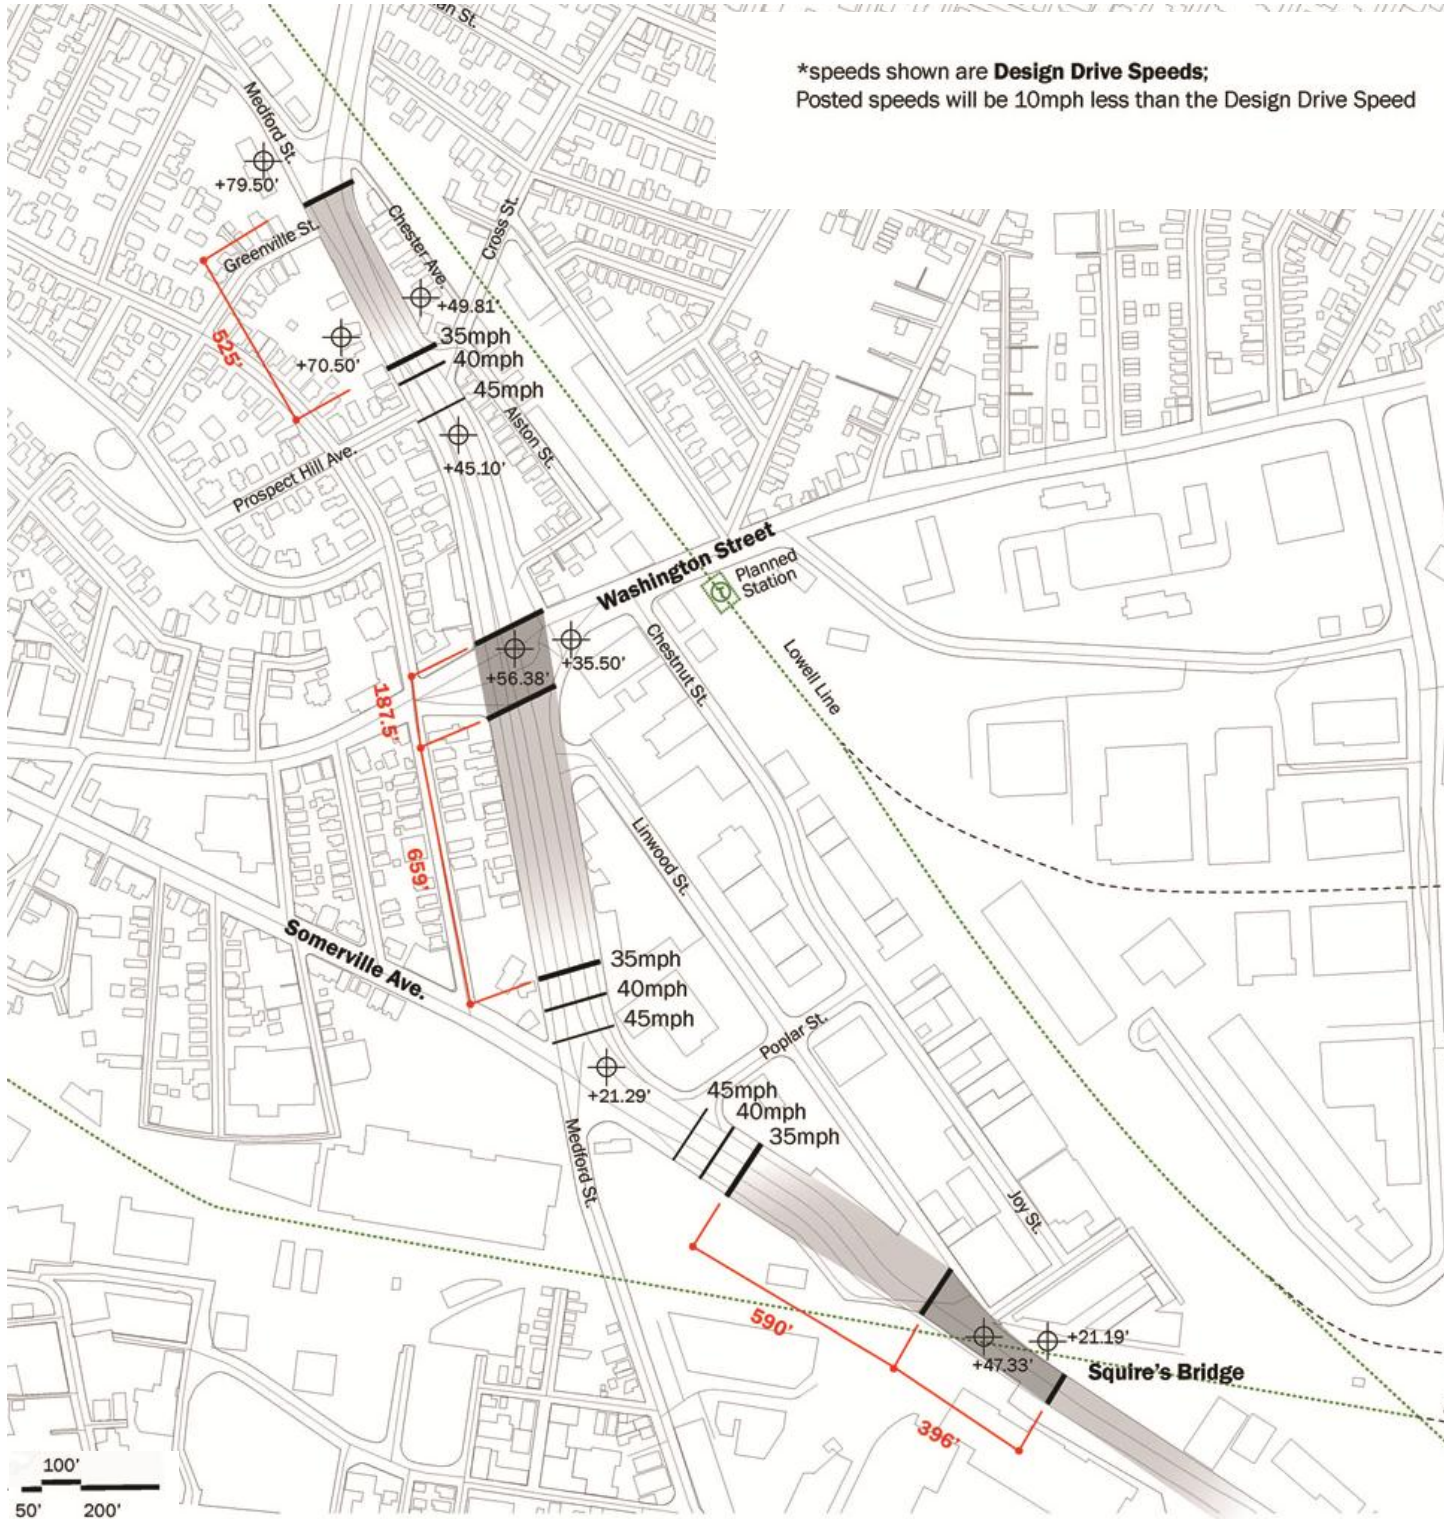 an St.
*speeds shown are Design Drive Speeds;
Posted speeds will be 10mph less than the Design Drive Speed
Medford St.
+79.50'
Greenville St.
Chester Ave.
Cross St.
+49.81'
525'
+70.50'
35mph
40mph
45mph
Alston St.
+45.10'
Prospect Hill Ave.
Washington Street
Planned
Station
T
+35.50'
+56.38'
Chestnut St.
Lowell Line
187.5'
Linwood St.
659'
Somerville Ave.
35mph
40mph
45mph
Poplar St.
+21.29'
45mph
40mph
35mph
Medford St.
Joy St.
590'
+21.19'
+47.33'
Squire's Bridge
396'
100'
50'
200'